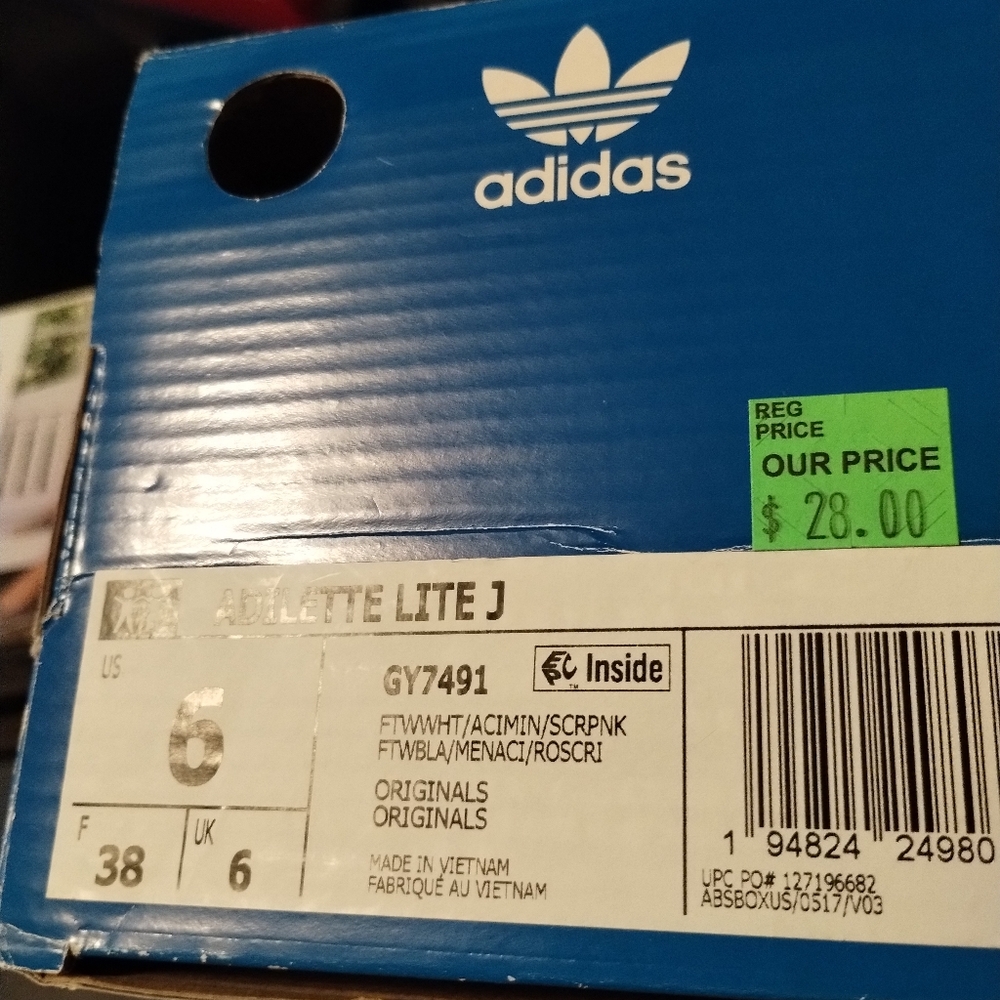 adidas
REG
PRICE
OUR PRICE
$ 28.00
ADILETTE LITE J
US
6
F
38
UK
6
GY7491
Inside
FTWWHT/ACIMIN/SCRPNK
FTWBLA/MENACI/ROSCRI
ORIGINALS
ORIGINALS
MADE IN VIETNAM
FABRIQUÉ AU VIETNAM
1 94824 24980
UPC PO# 127196682
ABSBOXUS/0517/V03